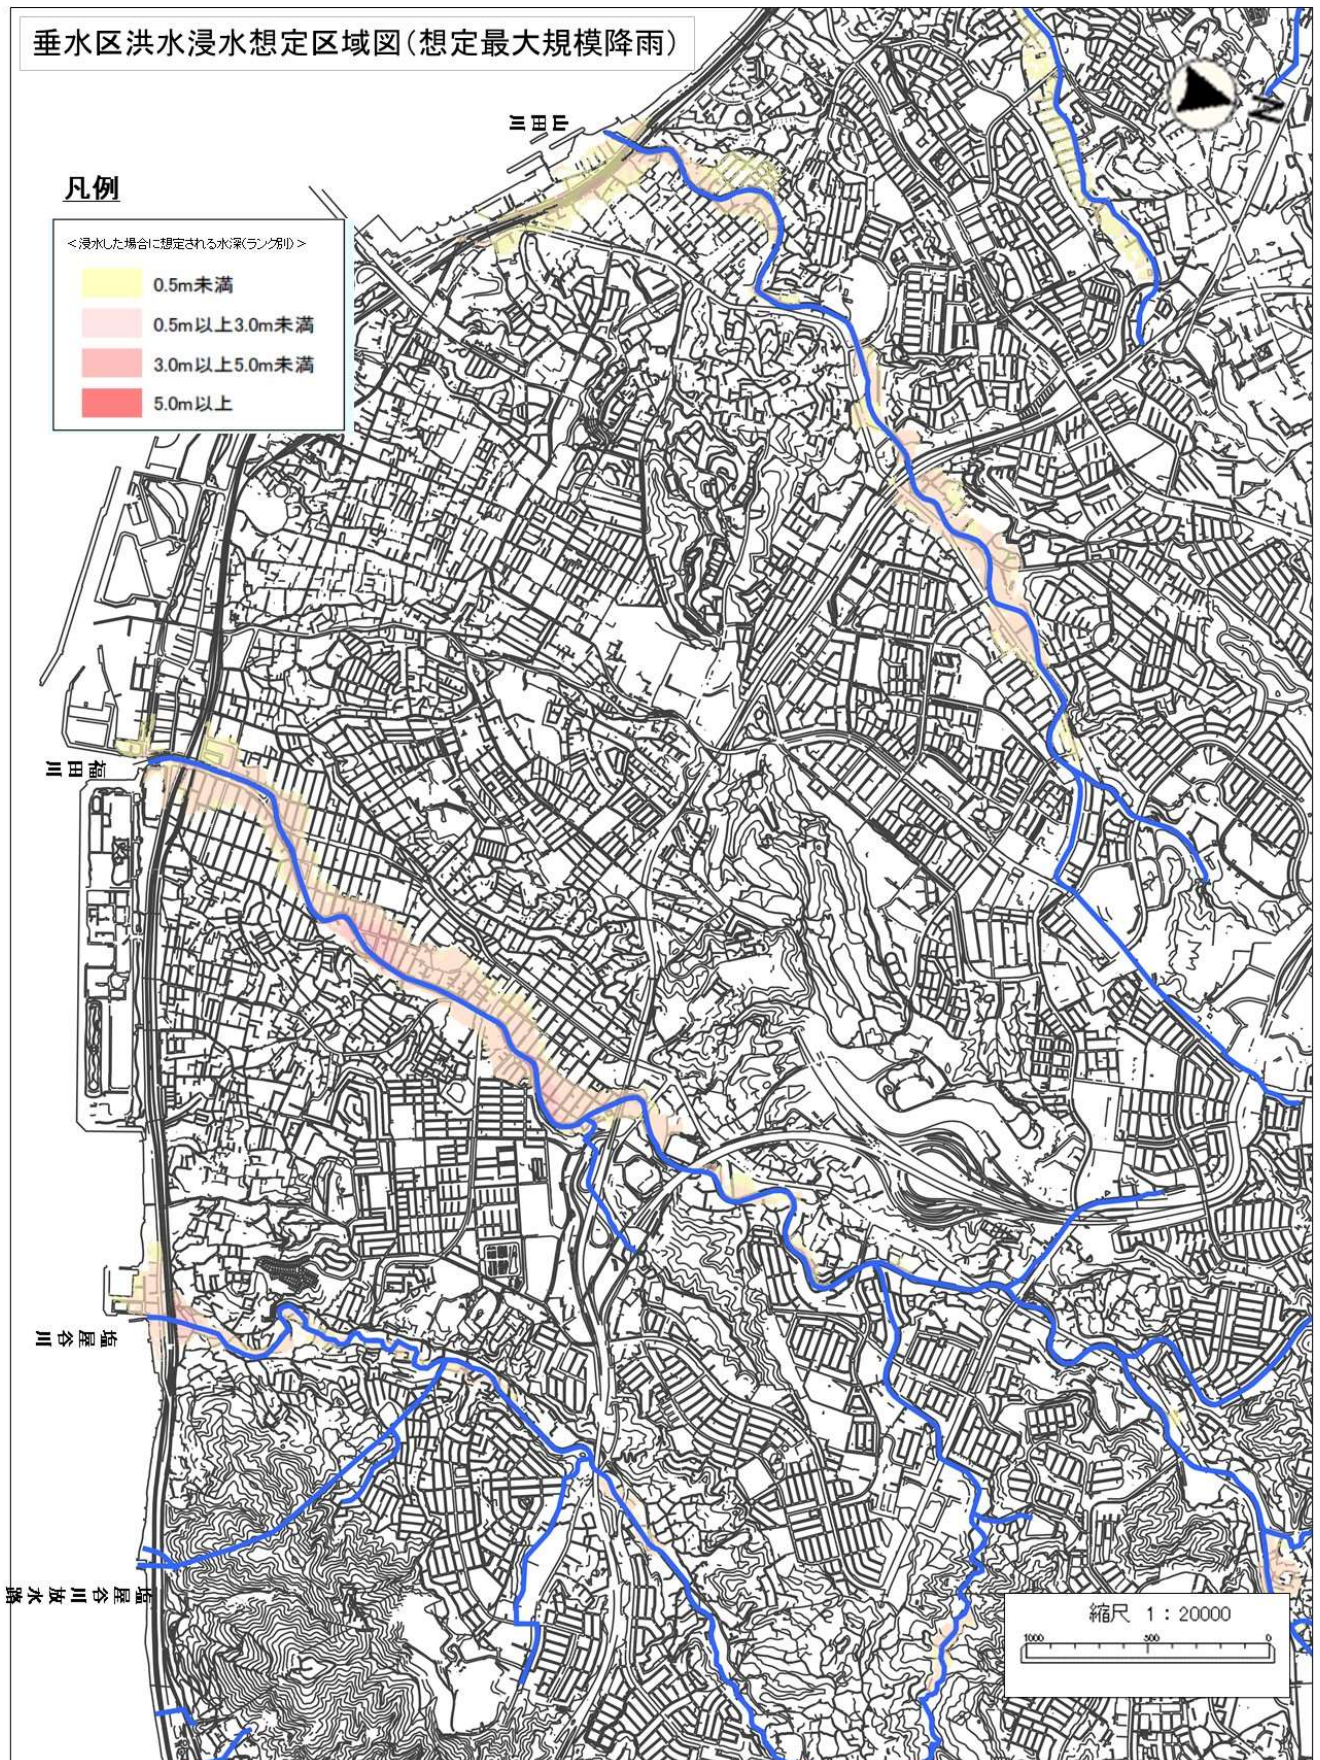 垂水区洪水浸水想定区域図(想定最大規模降雨)
山田川
N
凡例
<浸水した場合に想定される水深(ランク別)>
0.5m未満
0.5m以上3.0m未満
3.0m以上5.0m未満
5.0m以上
福田川
塩屋谷川
塩屋谷川放水路
縮尺 1:20000
1000 500 0